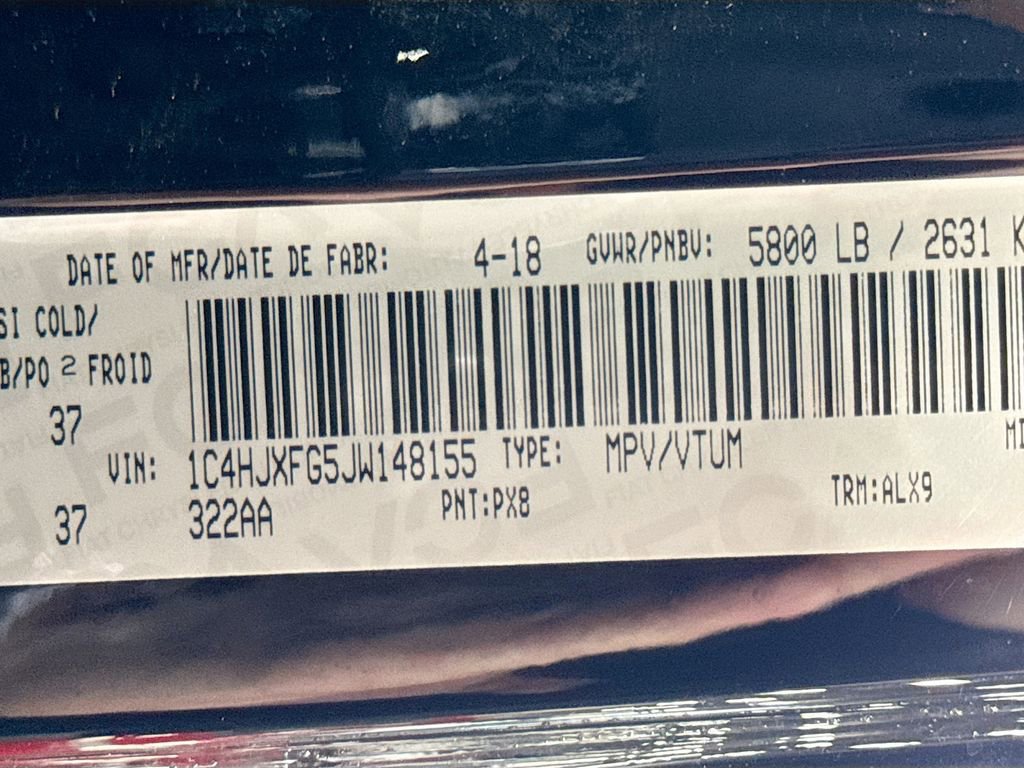 DATE OF MFR/DATE DE FABR: 4-18 GVWR/PNBV: 5800 LB / 2631 K
SI COLD/
B/PO 2 FROID
37
VIN: 1C4HJXFG5JW148155 TYPE: MPV/VTUM
37 322AA PNT:PX8 TRM:ALX9